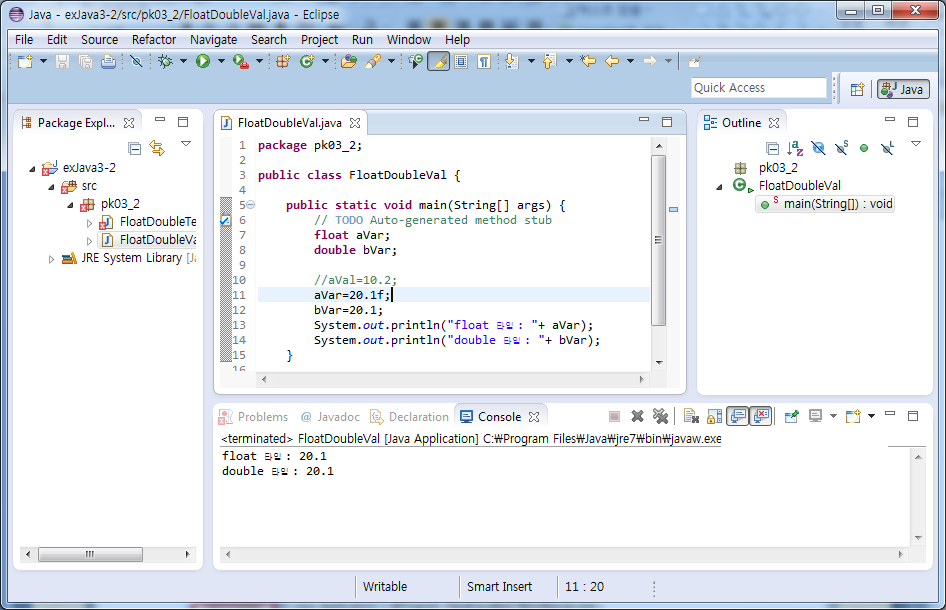 Java - exJava3-2/src/pk03_2/FloatDoubleVal.java - Eclipse
File Edit Source Refactor Navigate Search Project Run Window Help
Quick Access
Java
Package Expl...
exJava3-2
src
pk03_2
FloatDoubleTe
FloatDoubleVa
JRE System Library [Ja
FloatDoubleVal.java
1 package pk03_2;
2
3 public class FloatDoubleVal {
4
5 public static void main(String[] args) {
6 // TODO Auto-generated method stub
7 float aVar;
8 double bVar;
9
10 //aVal=10.2;
11 aVar=20.1f;
12 bVar=20.1;
13 System.out.println("float 타입 : "+ aVar);
14 System.out.println("double 타입 : "+ bVar);
15 }
16
Outline
pk03_2
FloatDoubleVal
main(String[]) : void
Problems @ Javadoc Declaration Console
<terminated> FloatDoubleVal [Java Application] C:₩Program Files₩Java₩jre7₩bin₩javaw.exe
float 타입 : 20.1
double 타입 : 20.1
Writable Smart Insert 11 : 20